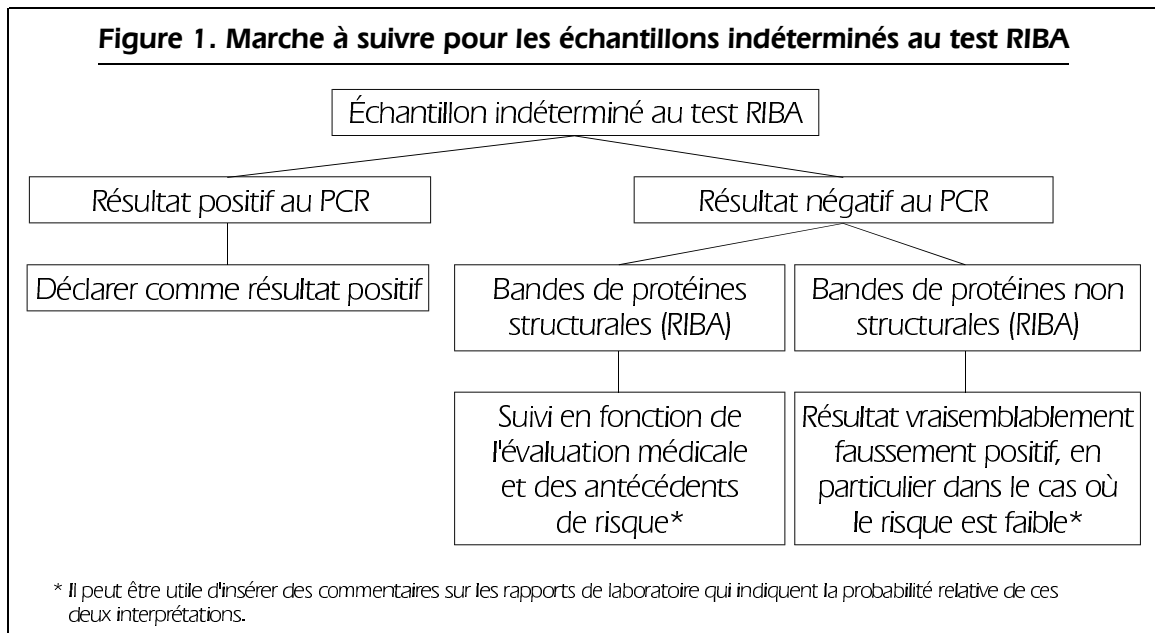 Figure 1. Marche à suivre pour les échantillons indéterminés au test RIBA
Échantillon indéterminé au test RIBA
Résultat positif au PCR
Résultat négatif au PCR
Déclarer comme résultat positif
Bandes de protéines
structurales (RIBA)
Bandes de protéines non
structurales (RIBA)
Suivi en fonction de
l'évaluation médicale
et des antécédents
de risque*
Résultat vraisemblablement
faussement positif, en
particulier dans le cas où
le risque est faible*
* Il peut être utile d'insérer des commentaires sur les rapports de laboratoire qui indiquent la probabilité relative de ces
deux interprétations.